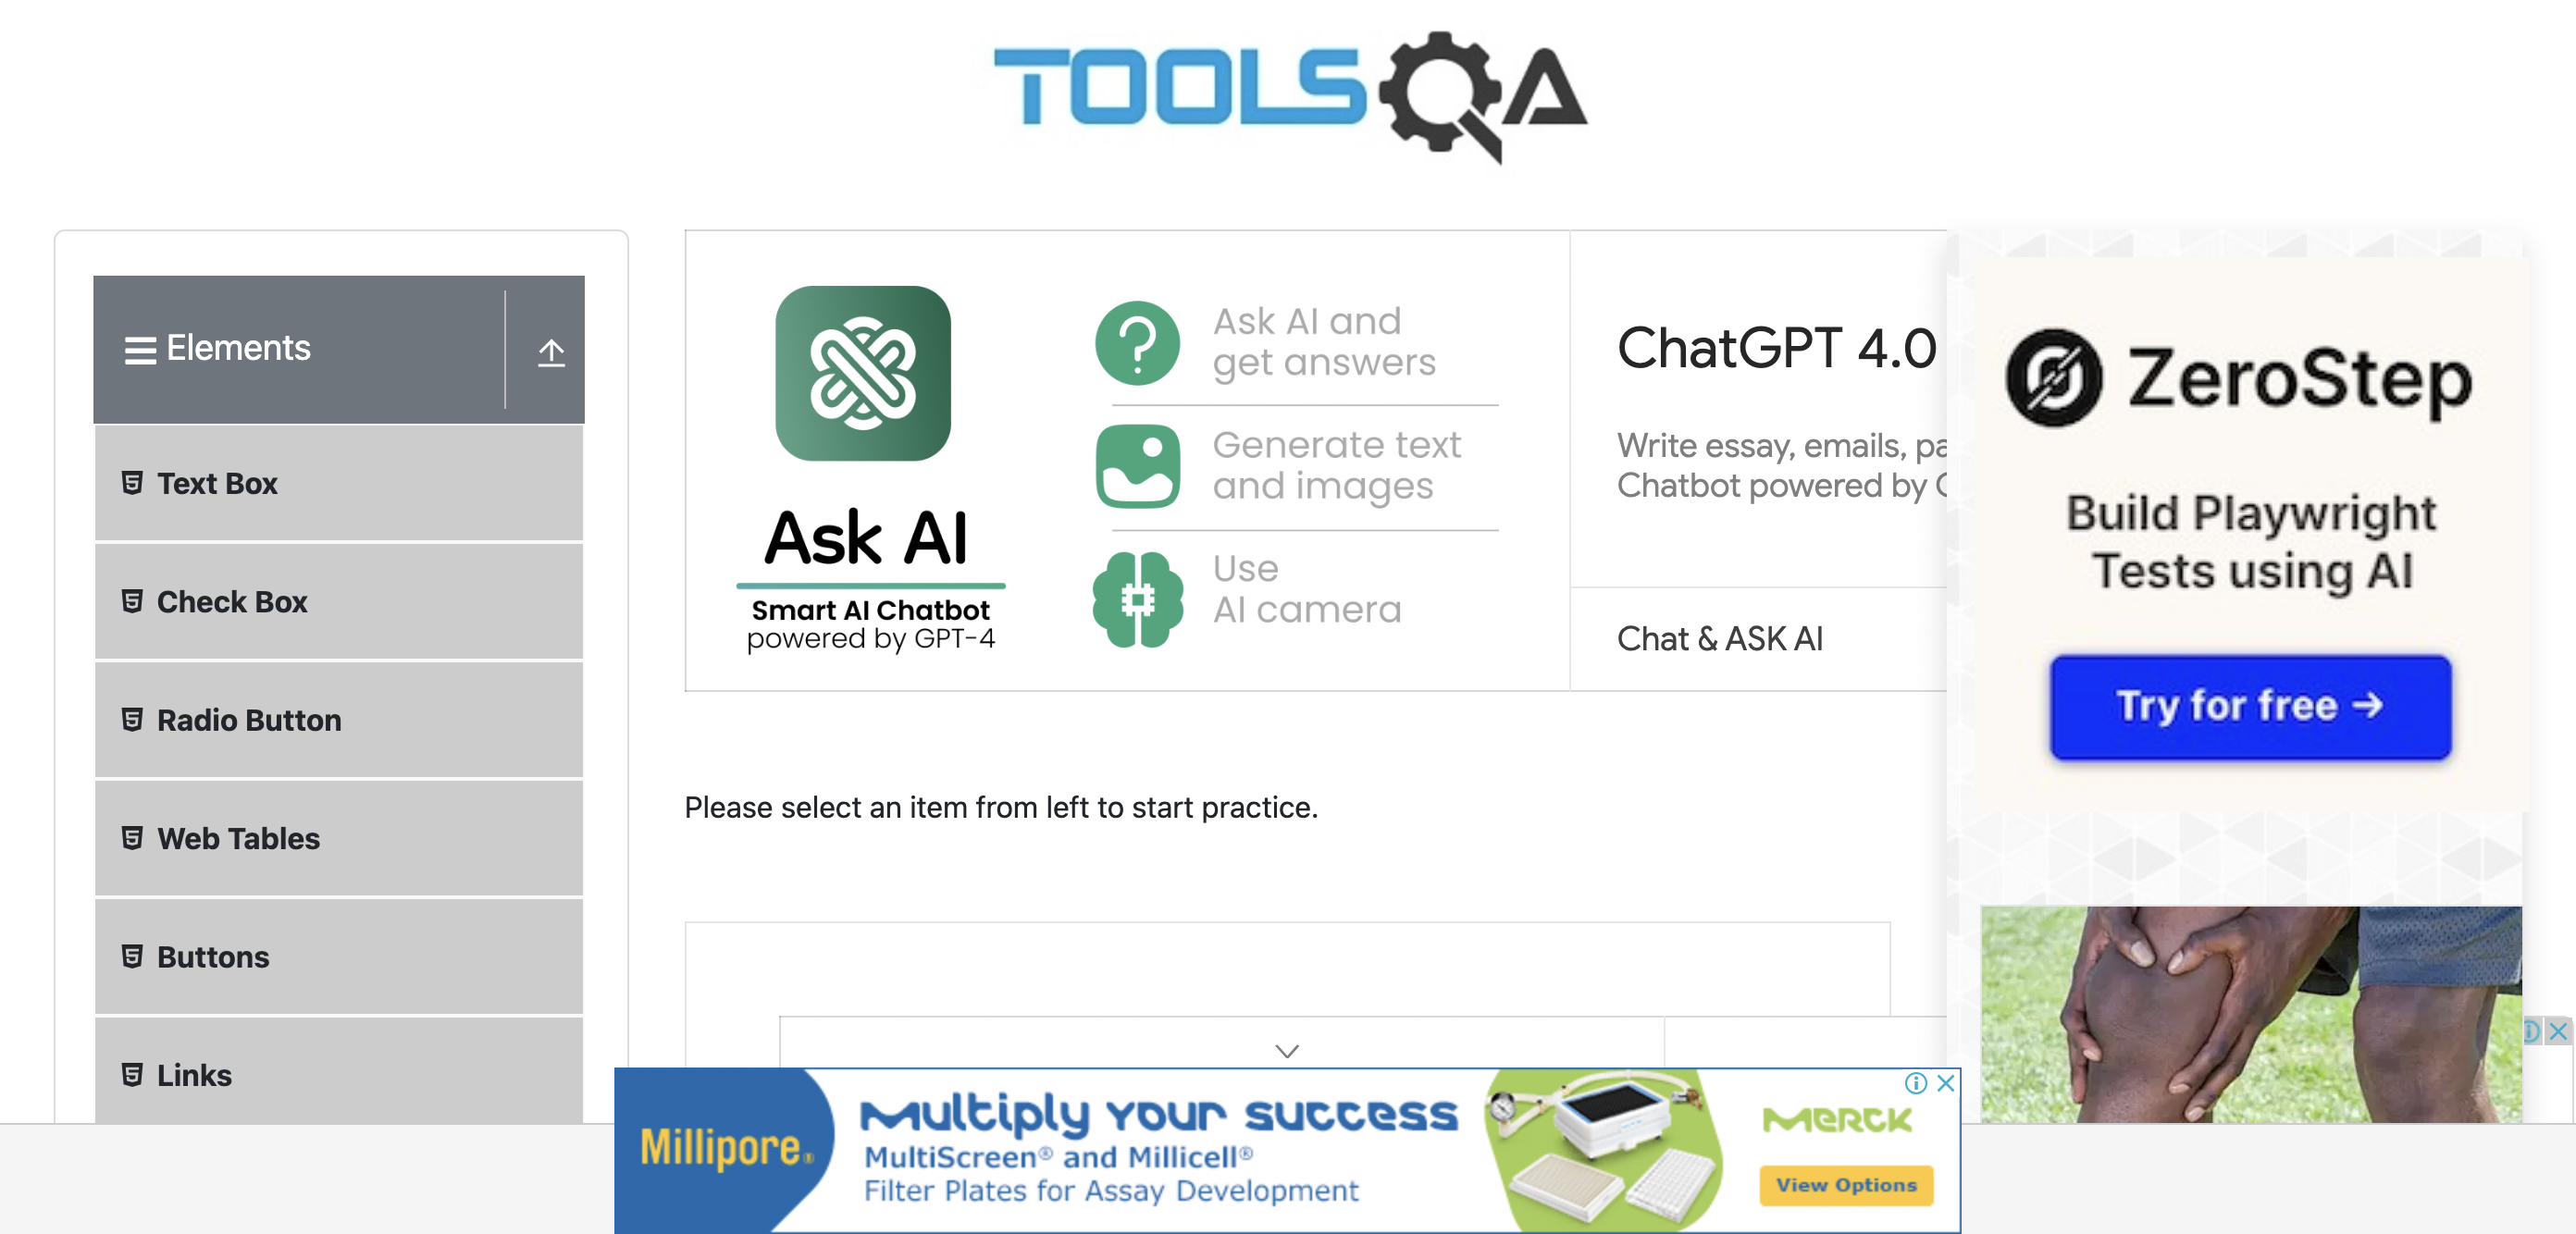 TOOLSQA
Elements
Text Box
Check Box
Radio Button
Web Tables
Buttons
Links
Ask AI
Smart AI Chatbot
powered by GPT-4
Ask AI and
get answers
Generate text
and images
Use
AI camera
ChatGPT 4.0
Write essay, emails, pa
Chatbot powered by
Chat & ASK AI
Please select an item from left to start practice.
ZeroStep
Build Playwright
Tests using AI
Try for free →
Millipore®
Multiply your success
MultiScreen® and Millicell®
Filter Plates for Assay Development
MERCK
View Options